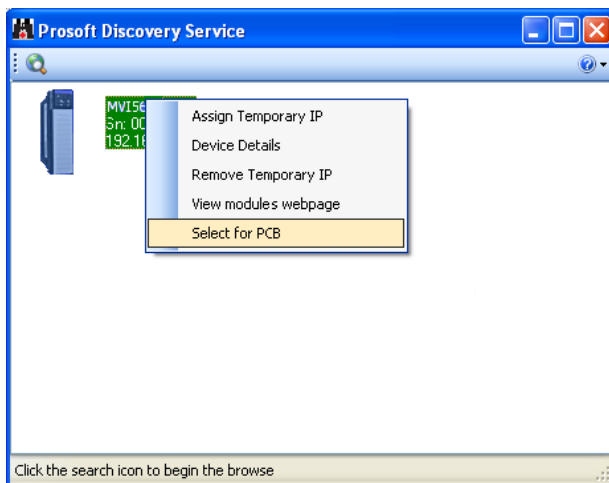 Prosoft Discovery Service
MVI56
Sn: 00
192.16
Assign Temporary IP
Device Details
Remove Temporary IP
View modules webpage
Select for PCB
Click the search icon to begin the browse